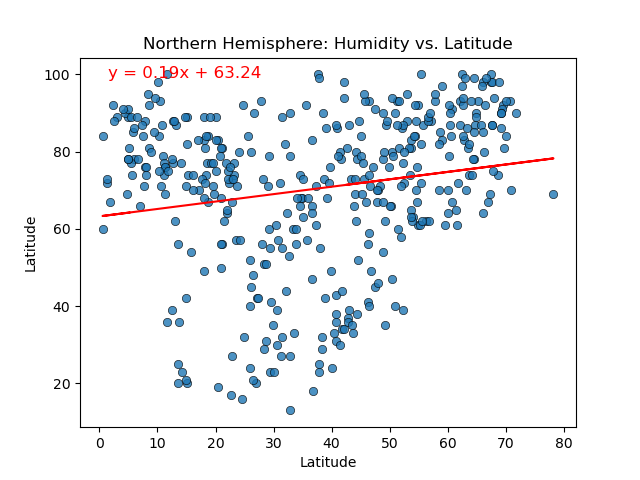 Northern Hemisphere: Humidity vs. Latitude
y = 0.19x + 63.24
100
80
60
40
20
Latitude
0 10 20 30 40 50 60 70 80
Latitude